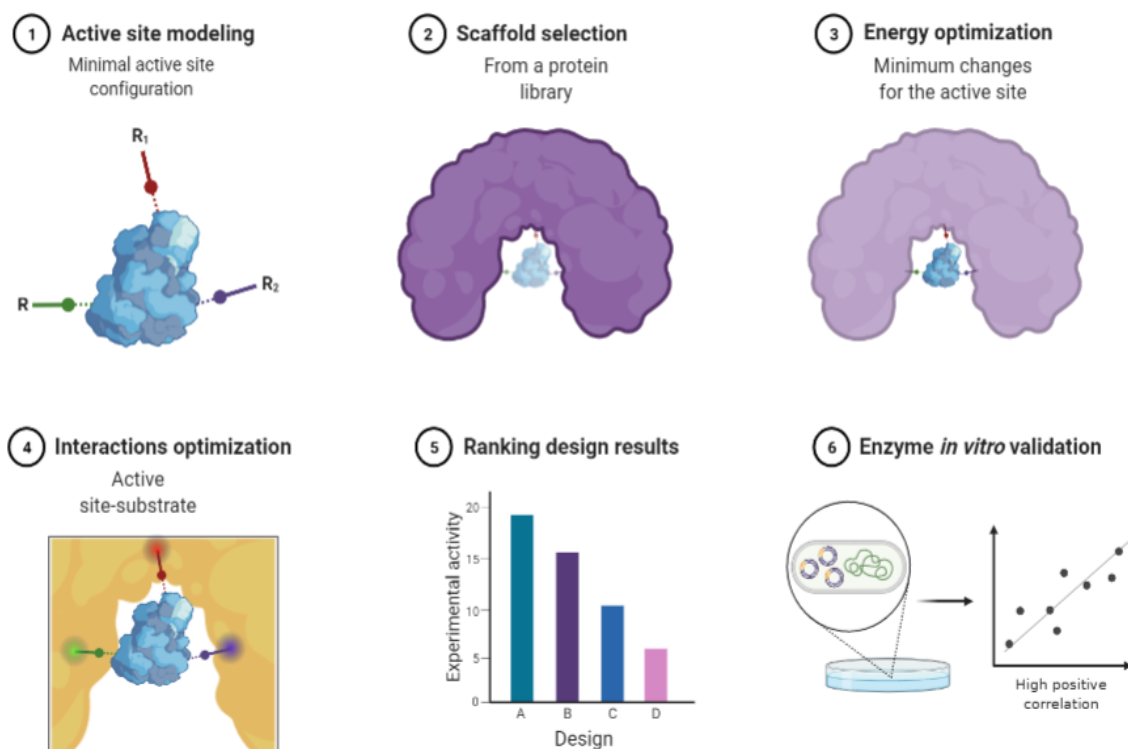 1 Active site modeling
Minimal active site
configuration
R₁
R
R₂
2 Scaffold selection
From a protein
library
3 Energy optimization
Minimum changes
for the active site
4 Interactions optimization
Active
site-substrate
5 Ranking design results
Experimental activity
20
15
10
5
0
A B C D
Design
6 Enzyme in vitro validation
High positive
correlation